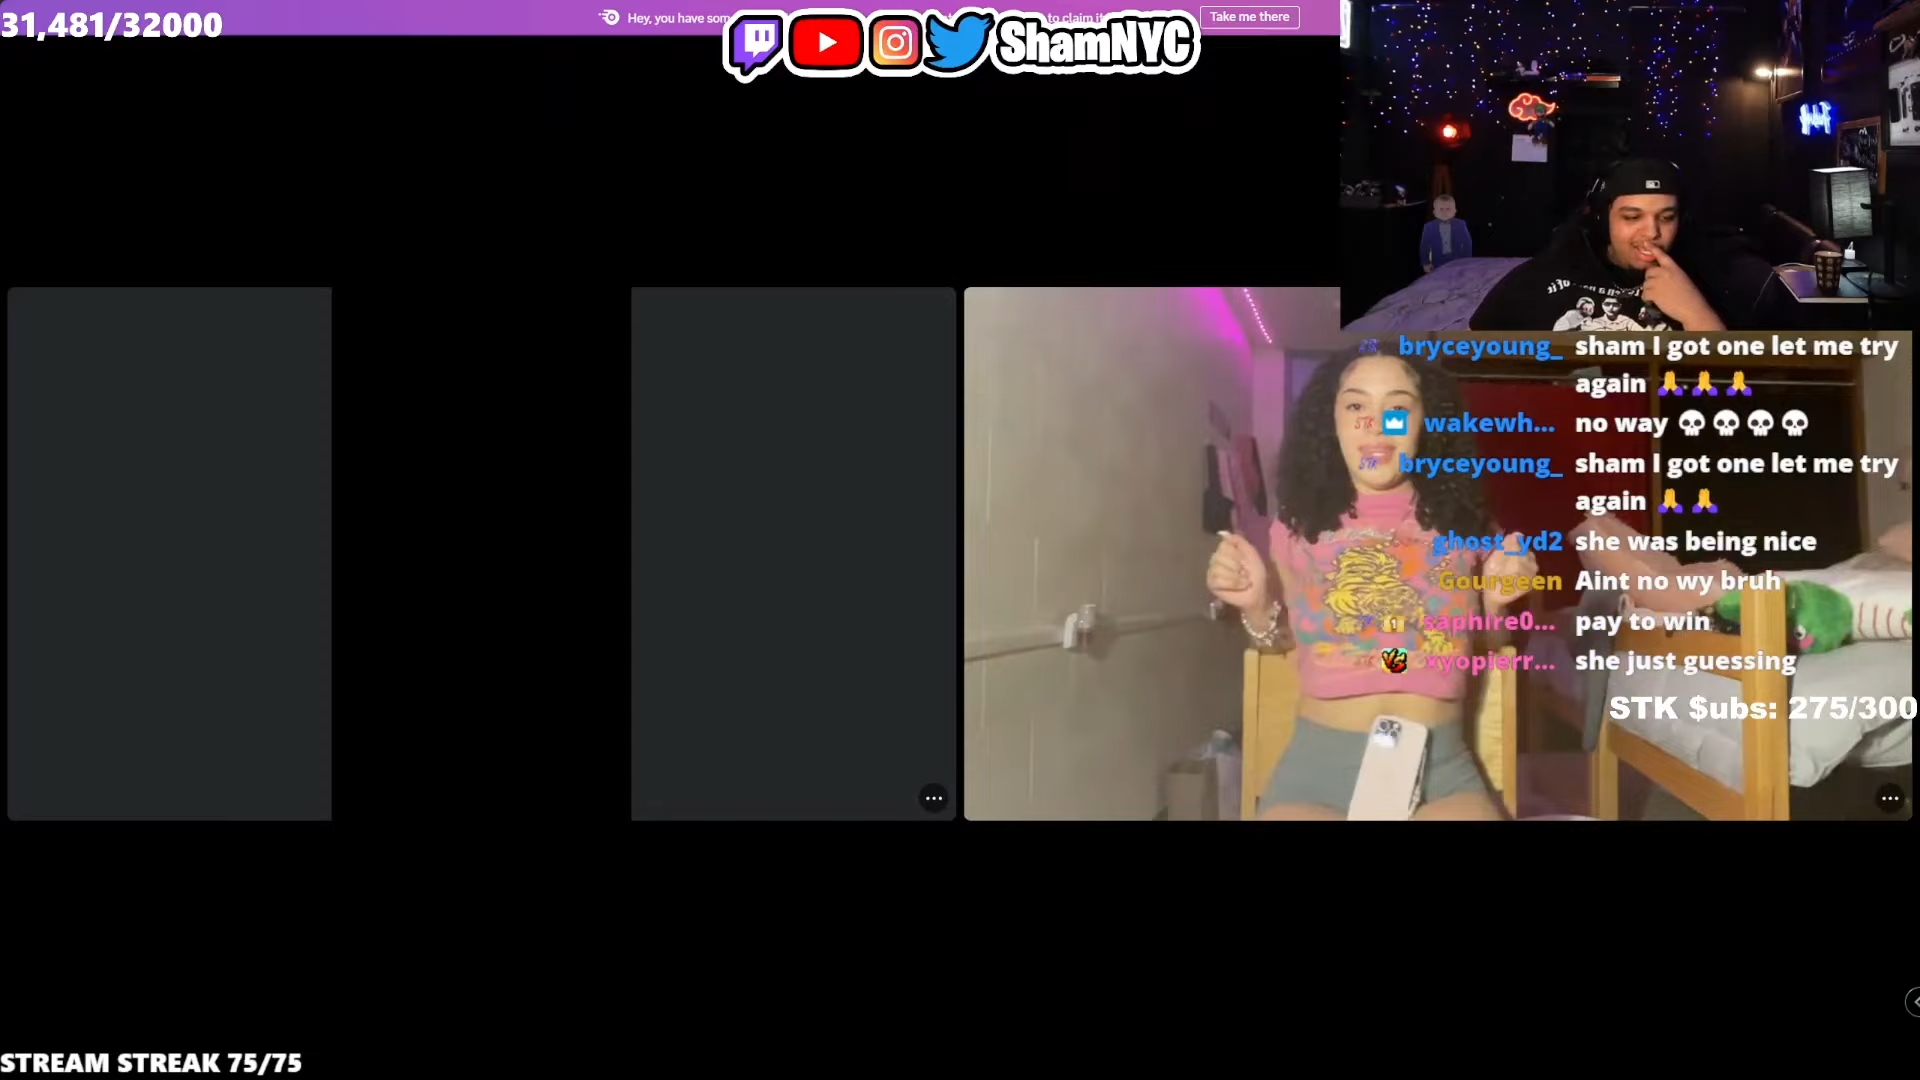 31,481/32000
Hey, you have som
to claim it
Take me there
ShamNYC
bryceyoung_ sham I got one let me try
again 🙏🙏🙏
wakewh... no way 💀💀💀💀
bryceyoung_ sham I got one let me try
again 🙏🙏
ghost_yd2 she was being nice
Gourgeen Aint no wy bruh
saphire0... pay to win
xyopierr... she just guessing
STK $ubs: 275/300
STREAM STREAK 75/75